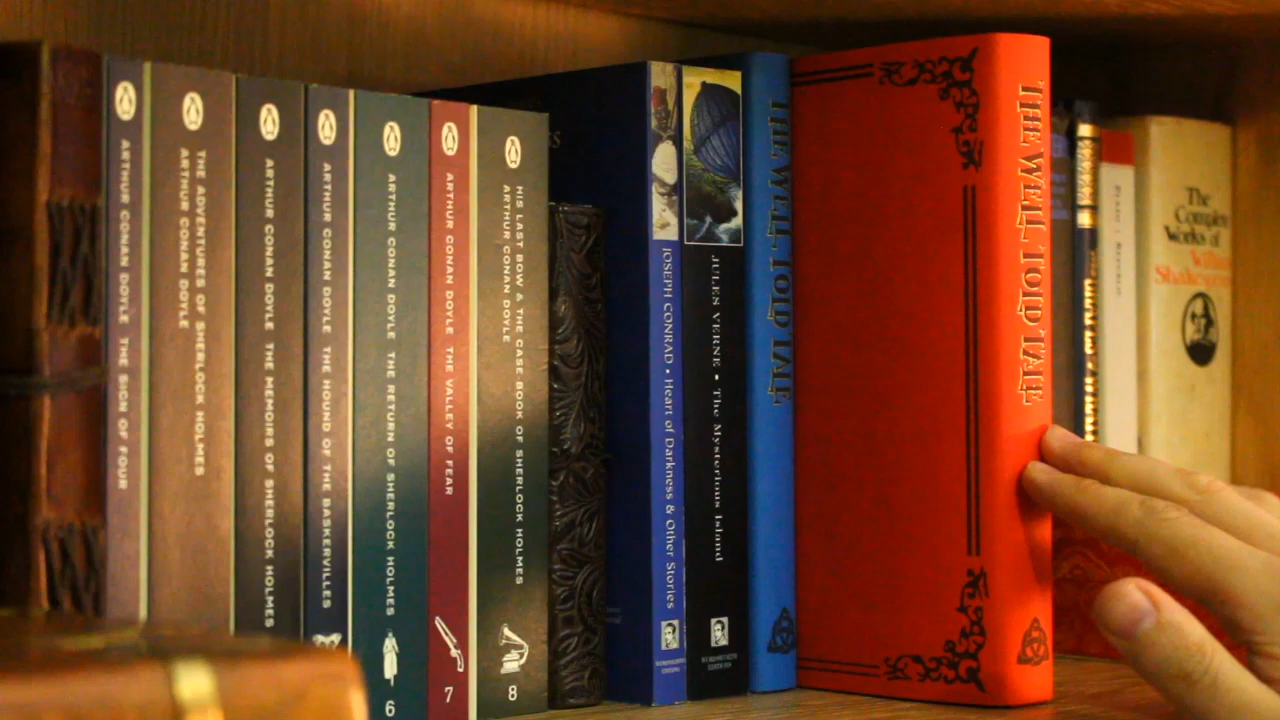 ARTHUR CONAN DOYLE THE SIGN OF FOUR
THE ADVENTURES OF SHERLOCK HOLMES
ARTHUR CONAN DOYLE
ARTHUR CONAN DOYLE THE MEMOIRS OF SHERLOCK HOLMES
ARTHUR CONAN DOYLE THE HOUND OF THE BASKERVILLES
ARTHUR CONAN DOYLE THE RETURN OF SHERLOCK HOLMES
6
ARTHUR CONAN DOYLE THE VALLEY OF FEAR
7
HIS LAST BOW & THE CASE-BOOK OF SHERLOCK HOLMES
ARTHUR CONAN DOYLE
8
JOSEPH CONRAD • Heart of Darkness & Other Stories
JULES VERNE • The Mysterious Island
THE WELL TOLD TALE
THE WELL TOLD TALE
The
Complete
Works of
William
Shakespeare